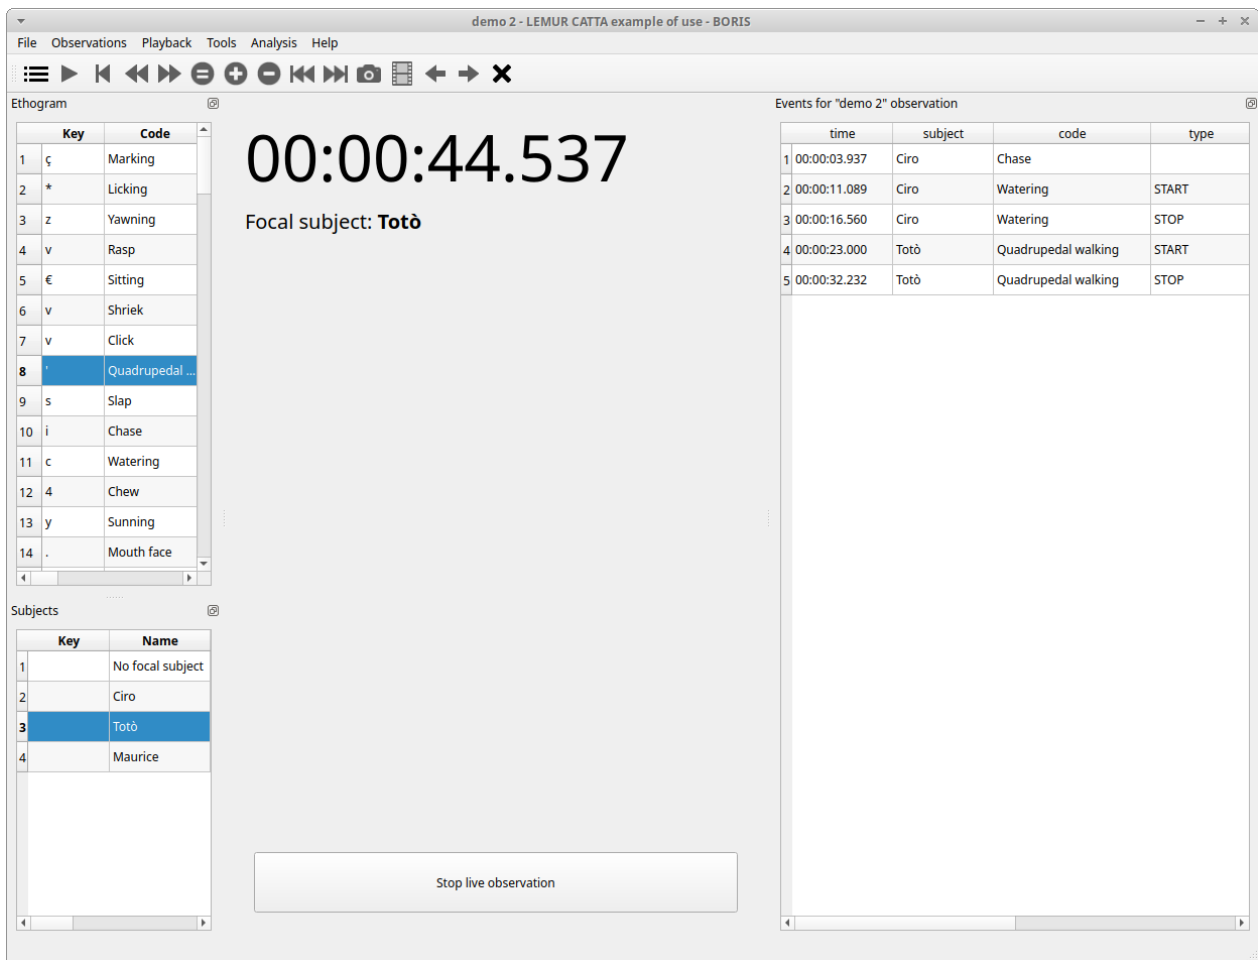 demo 2 - LEMUR CATTA example of use - BORIS
File Observations Playback Tools Analysis Help
Ethogram
Key Code
1 ç Marking
2 * Licking
3 z Yawning
4 v Rasp
5 € Sitting
6 v Shriek
7 v Click
8 ' Quadrupedal ...
9 s Slap
10 i Chase
11 c Watering
12 4 Chew
13 y Sunning
14 . Mouth face
Subjects
Key Name
1 No focal subject
2 Ciro
3 Totò
4 Maurice
00:00:44.537
Focal subject: Totò
Stop live observation
Events for "demo 2" observation
time subject code type
1 00:00:03.937 Ciro Chase
2 00:00:11.089 Ciro Watering START
3 00:00:16.560 Ciro Watering STOP
4 00:00:23.000 Totò Quadrupedal walking START
5 00:00:32.232 Totò Quadrupedal walking STOP